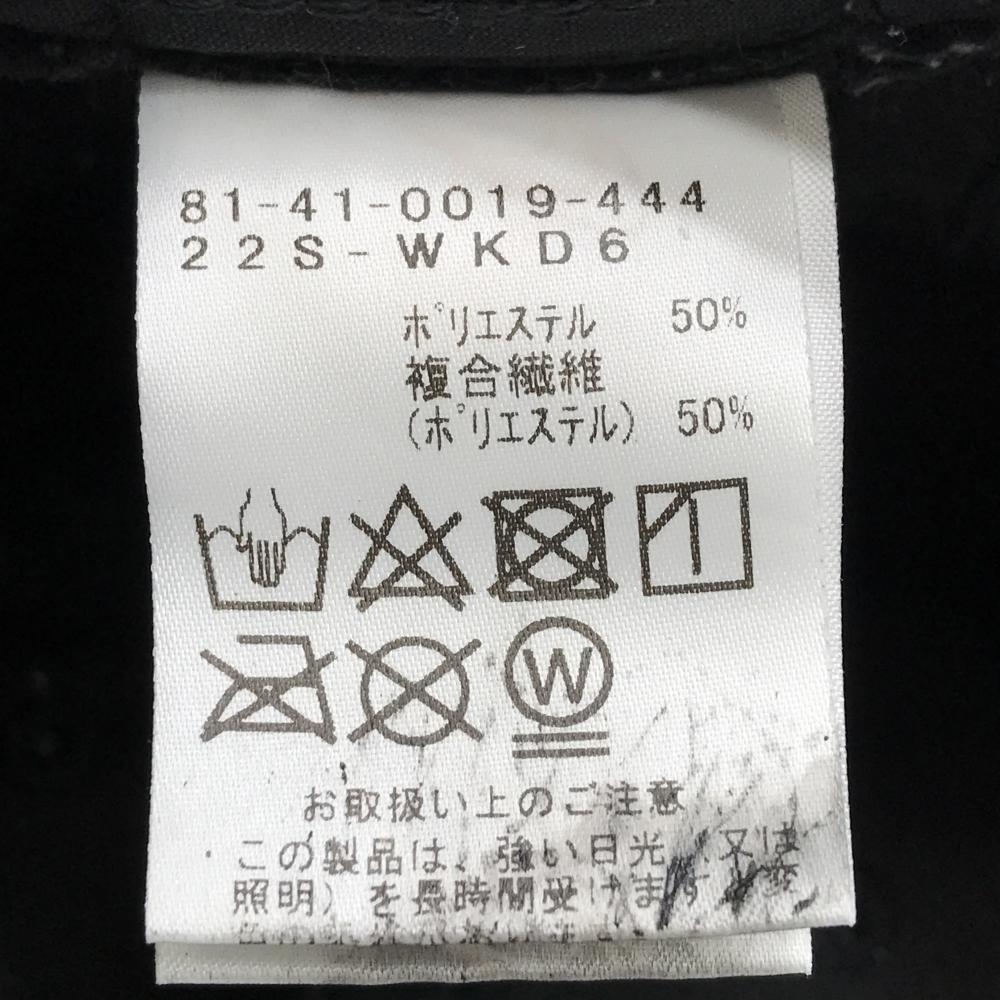 81-41-0019-444
22S-WKD6
ポリエステル 50%
複合繊維
(ポリエステル) 50%
W
お取扱い上のご注意
・この製品は、強い日光(又は
照明)を長時間受けますと変